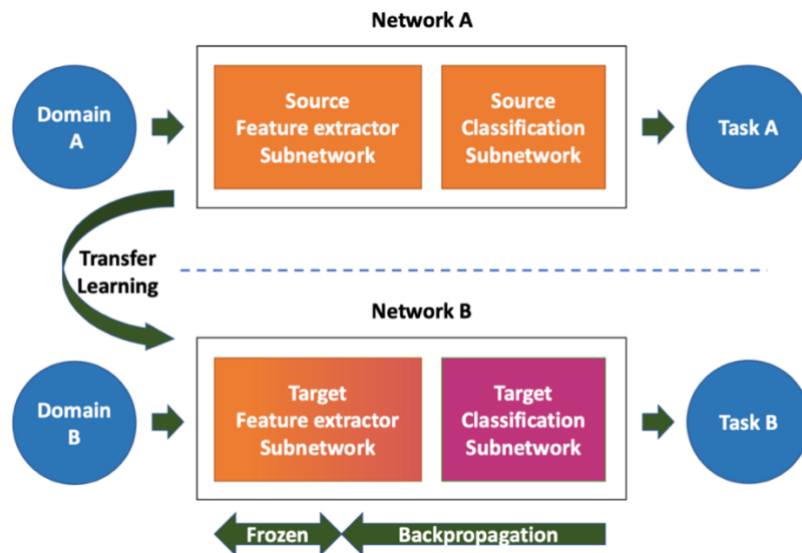 Network A
Domain
A
Source
Feature extractor
Subnetwork
Source
Classification
Subnetwork
Task A
Transfer
Learning
Network B
Domain
B
Target
Feature extractor
Subnetwork
Target
Classification
Subnetwork
Task B
Frozen
Backpropagation